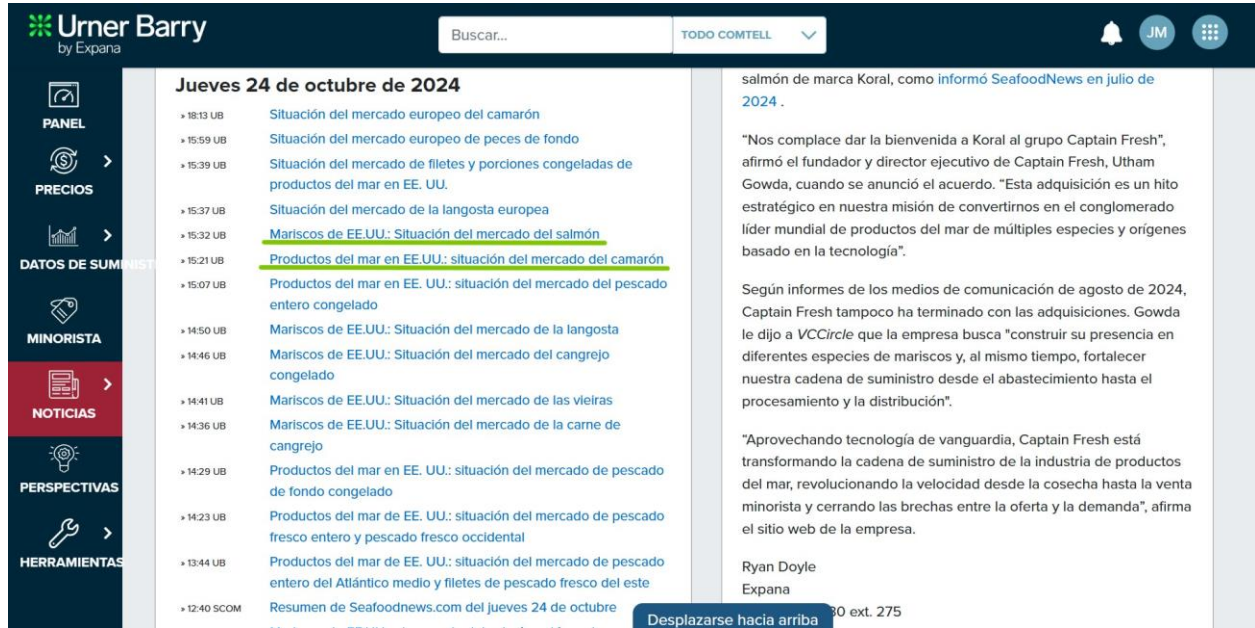 Urner Barry
by Expana
Buscar...
TODO COMTELL
JM
PANEL
PRECIOS
DATOS DE SUMINIST
MINORISTA
NOTICIAS
PERSPECTIVAS
HERRAMIENTAS
Jueves 24 de octubre de 2024
» 18:13 UB Situación del mercado europeo del camarón
» 15:59 UB Situación del mercado europeo de peces de fondo
» 15:39 UB Situación del mercado de filetes y porciones congeladas de
productos del mar en EE. UU.
» 15:37 UB Situación del mercado de la langosta europea
» 15:32 UB Mariscos de EE.UU.: Situación del mercado del salmón
» 15:21 UB Productos del mar en EE.UU.: situación del mercado del camarón
» 15:07 UB Productos del mar en EE. UU.: situación del mercado del pescado
entero congelado
» 14:50 UB Mariscos de EE.UU.: Situación del mercado de la langosta
» 14:46 UB Mariscos de EE.UU.: Situación del mercado del cangrejo
congelado
» 14:41 UB Mariscos de EE.UU.: Situación del mercado de las vieiras
» 14:36 UB Mariscos de EE.UU.: Situación del mercado de la carne de
cangrejo
» 14:29 UB Productos del mar en EE. UU.: situación del mercado de pescado
de fondo congelado
» 14:23 UB Productos del mar de EE. UU.: situación del mercado de pescado
fresco entero y pescado fresco occidental
» 13:44 UB Productos del mar de EE. UU.: situación del mercado de pescado
entero del Atlántico medio y filetes de pescado fresco del este
» 12:40 SCOM Resumen de Seafoodnews.com del jueves 24 de octubre
salmón de marca Koral, como informó SeafoodNews en julio de
2024 .
“Nos complace dar la bienvenida a Koral al grupo Captain Fresh”,
afirmó el fundador y director ejecutivo de Captain Fresh, Utham
Gowda, cuando se anunció el acuerdo. “Esta adquisición es un hito
estratégico en nuestra misión de convertirnos en el conglomerado
líder mundial de productos del mar de múltiples especies y orígenes
basado en la tecnología”.
Según informes de los medios de comunicación de agosto de 2024,
Captain Fresh tampoco ha terminado con las adquisiciones. Gowda
le dijo a VCCircle que la empresa busca "construir su presencia en
diferentes especies de mariscos y, al mismo tiempo, fortalecer
nuestra cadena de suministro desde el abastecimiento hasta el
procesamiento y la distribución".
“Aprovechando tecnología de vanguardia, Captain Fresh está
transformando la cadena de suministro de la industria de productos
del mar, revolucionando la velocidad desde la cosecha hasta la venta
minorista y cerrando las brechas entre la oferta y la demanda”, afirma
el sitio web de la empresa.
Ryan Doyle
Expana
30 ext. 275
Desplazarse hacia arriba